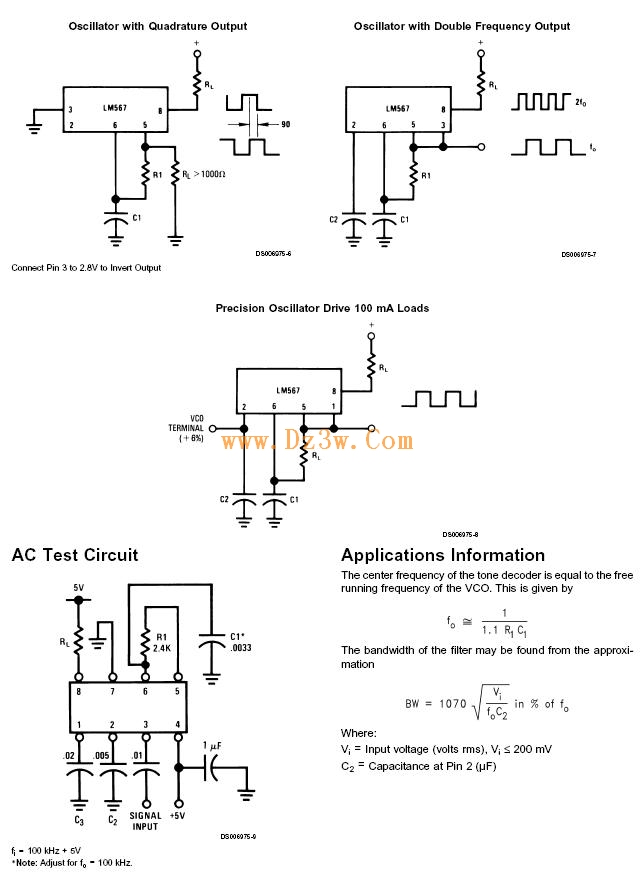 Oscillator with Quadrature Output
+
RL
LM567
3
8
2
6
5
90
R1
RL >1000Ω
C1
DS006975-6
Connect Pin 3 to 2.8V to Invert Output
Oscillator with Double Frequency Output
+
RL
LM567
8
2
6
5
3
2fo
fo
R1
C2
C1
DS006975-7
Precision Oscillator Drive 100 mA Loads
+
RL
LM567
8
2
6
5
1
VCO
TERMINAL
(+6%)
www.Dz3w.Com
RL
C2
C1
DS006975-8
AC Test Circuit
5V
RL
R1
2.4K
C1*
.0033
8
7
6
5
1
2
3
4
.02
.005
.01
1 µF
C3
C2
SIGNAL
INPUT
+5V
DS006975-9
fi = 100 kHz + 5V
*Note: Adjust for fo = 100 kHz.
Applications Information
The center frequency of the tone decoder is equal to the free
running frequency of the VCO. This is given by
fo ≅ 1 / 1.1 R1 C1
The bandwidth of the filter may be found from the approxi-
mation
BW = 1070 √(Vi / foC2) in % of fo
Where:
Vi = Input voltage (volts rms), Vi ≤ 200 mV
C2 = Capacitance at Pin 2 (µF)